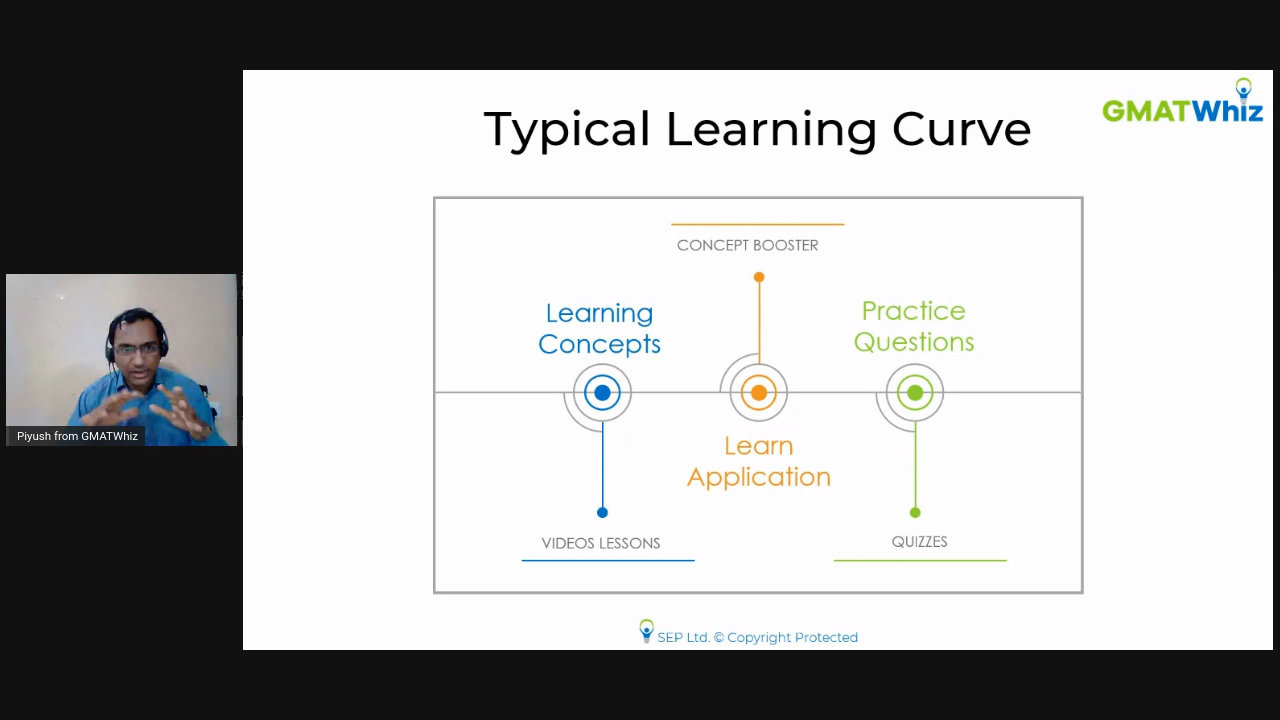 GMATWhiz
Typical Learning Curve
CONCEPT BOOSTER
Learning
Concepts
Practice
Questions
Learn
Application
VIDEOS LESSONS
QUIZZES
Piyush from GMATWhiz
SEP Ltd. © Copyright Protected